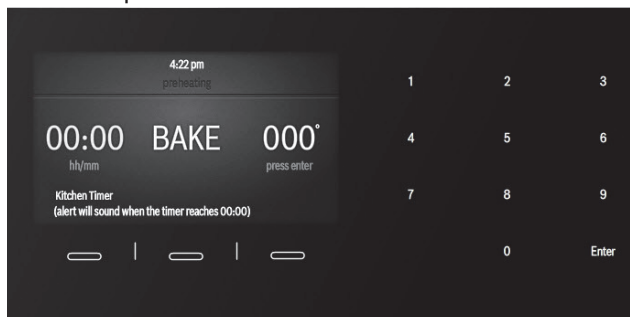 4:22 pm
preheating
00:00 BAKE 000°
hh/mm press enter
Kitchen Timer
(alert will sound when the timer reaches 00:00)
1 2 3
4 5 6
7 8 9
0 Enter